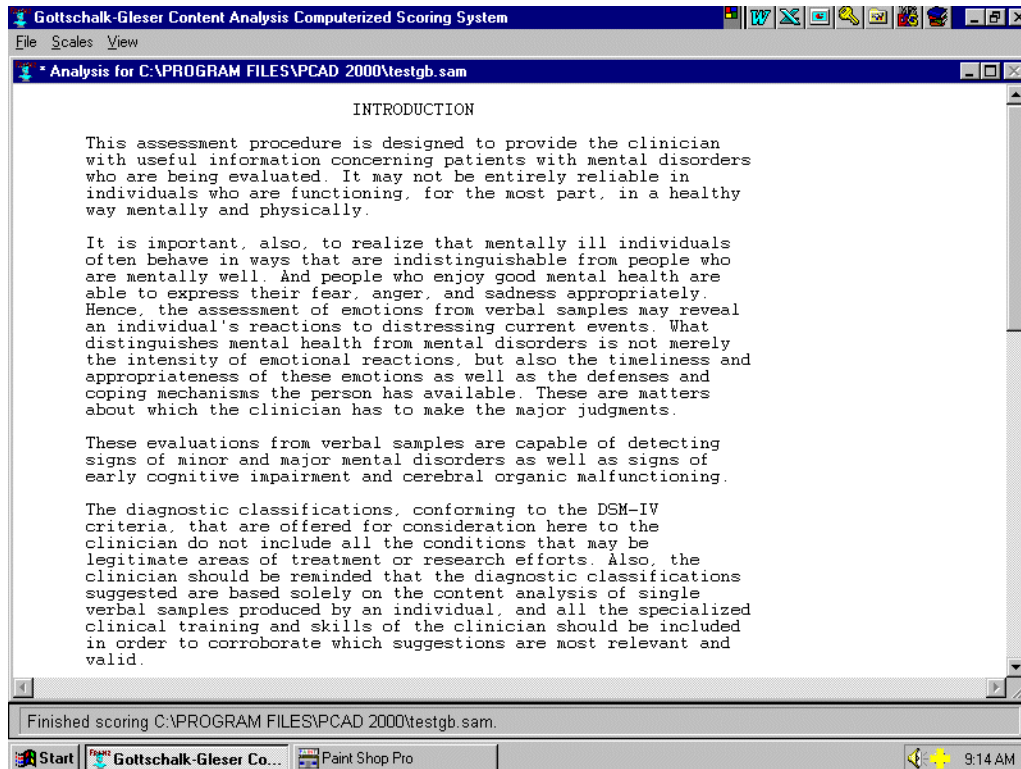 Gottschalk-Gleser Content Analysis Computerized Scoring System
File Scales View
* Analysis for C:\PROGRAM FILES\PCAD 2000\testgb.sam
INTRODUCTION
This assessment procedure is designed to provide the clinician
with useful information concerning patients with mental disorders
who are being evaluated. It may not be entirely reliable in
individuals who are functioning, for the most part, in a healthy
way mentally and physically.
It is important, also, to realize that mentally ill individuals
often behave in ways that are indistinguishable from people who
are mentally well. And people who enjoy good mental health are
able to express their fear, anger, and sadness appropriately.
Hence, the assessment of emotions from verbal samples may reveal
an individual's reactions to distressing current events. What
distinguishes mental health from mental disorders is not merely
the intensity of emotional reactions, but also the timeliness and
appropriateness of these emotions as well as the defenses and
coping mechanisms the person has available. These are matters
about which the clinician has to make the major judgments.
These evaluations from verbal samples are capable of detecting
signs of minor and major mental disorders as well as signs of
early cognitive impairment and cerebral organic malfunctioning.
The diagnostic classifications, conforming to the DSM-IV
criteria, that are offered for consideration here to the
clinician do not include all the conditions that may be
legitimate areas of treatment or research efforts. Also, the
clinician should be reminded that the diagnostic classifications
suggested are based solely on the content analysis of single
verbal samples produced by an individual, and all the specialized
clinical training and skills of the clinician should be included
in order to corroborate which suggestions are most relevant and
valid.
Finished scoring C:\PROGRAM FILES\PCAD 2000\testgb.sam.
Start Gottschalk-Gleser Co... Paint Shop Pro 9:14 AM